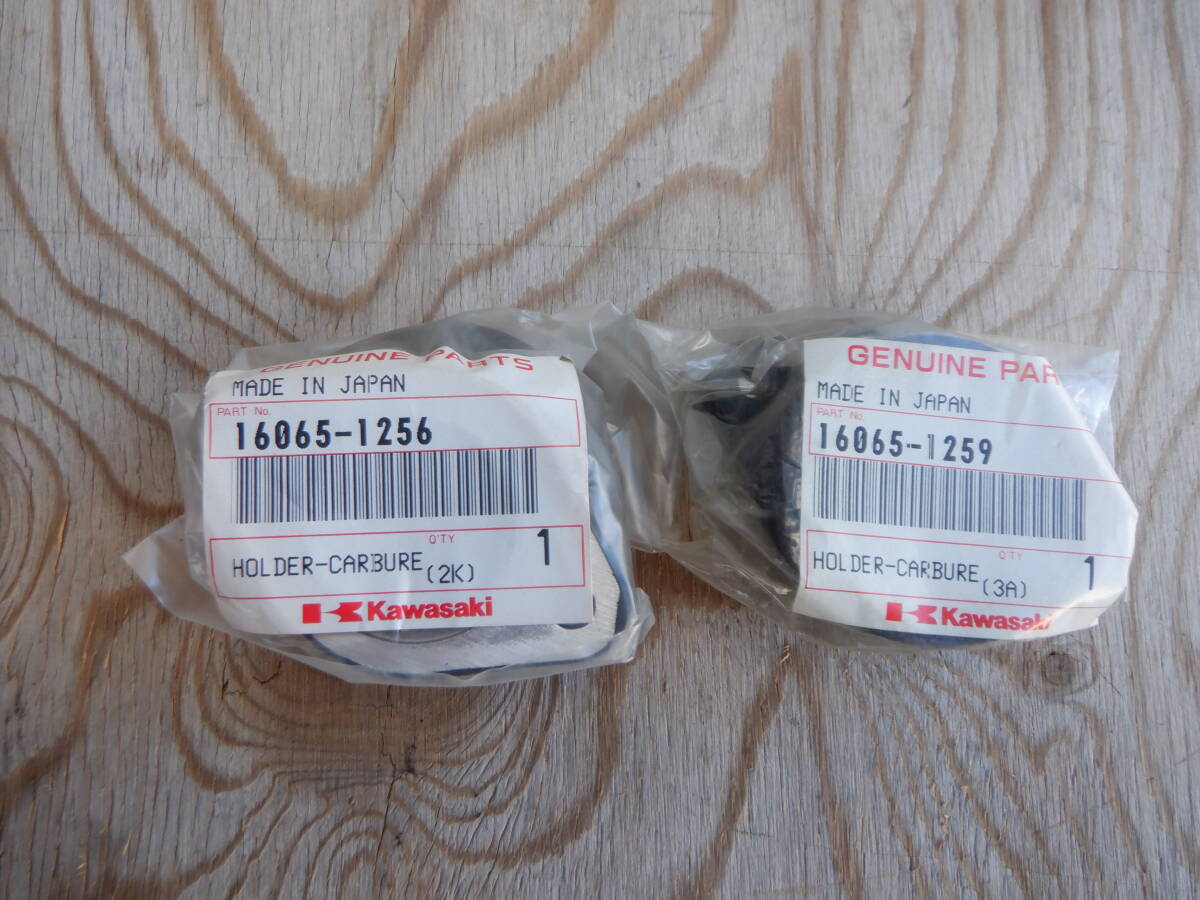 GENUINE PARTS
MADE IN JAPAN
PART No.
16065-1256
Q'TY
HOLDER-CARBURE(2K) 1
Kawasaki
GENUINE PAR
MADE IN JAPAN
PART No.
16065-1259
Q'TY
HOLDER-CARBURE(3A) 1
Kawasaki